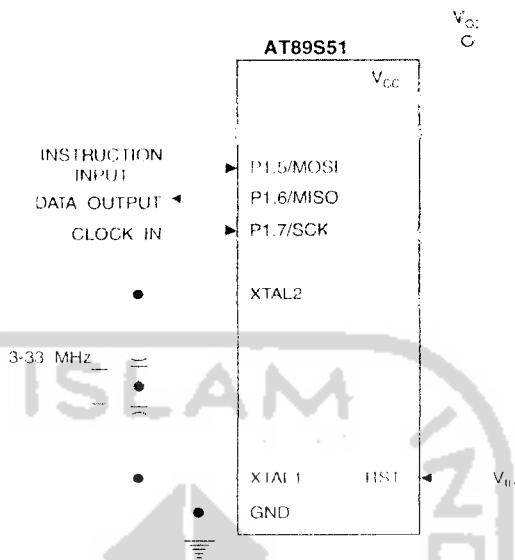 AT89S51
VCC
INSTRUCTION
INPUT
P1.5/MOSI
DATA OUTPUT
P1.6/MISO
CLOCK IN
P1.7/SCK
XTAL2
3-33 MHz
ISLAM
XTAL1
RST
GND